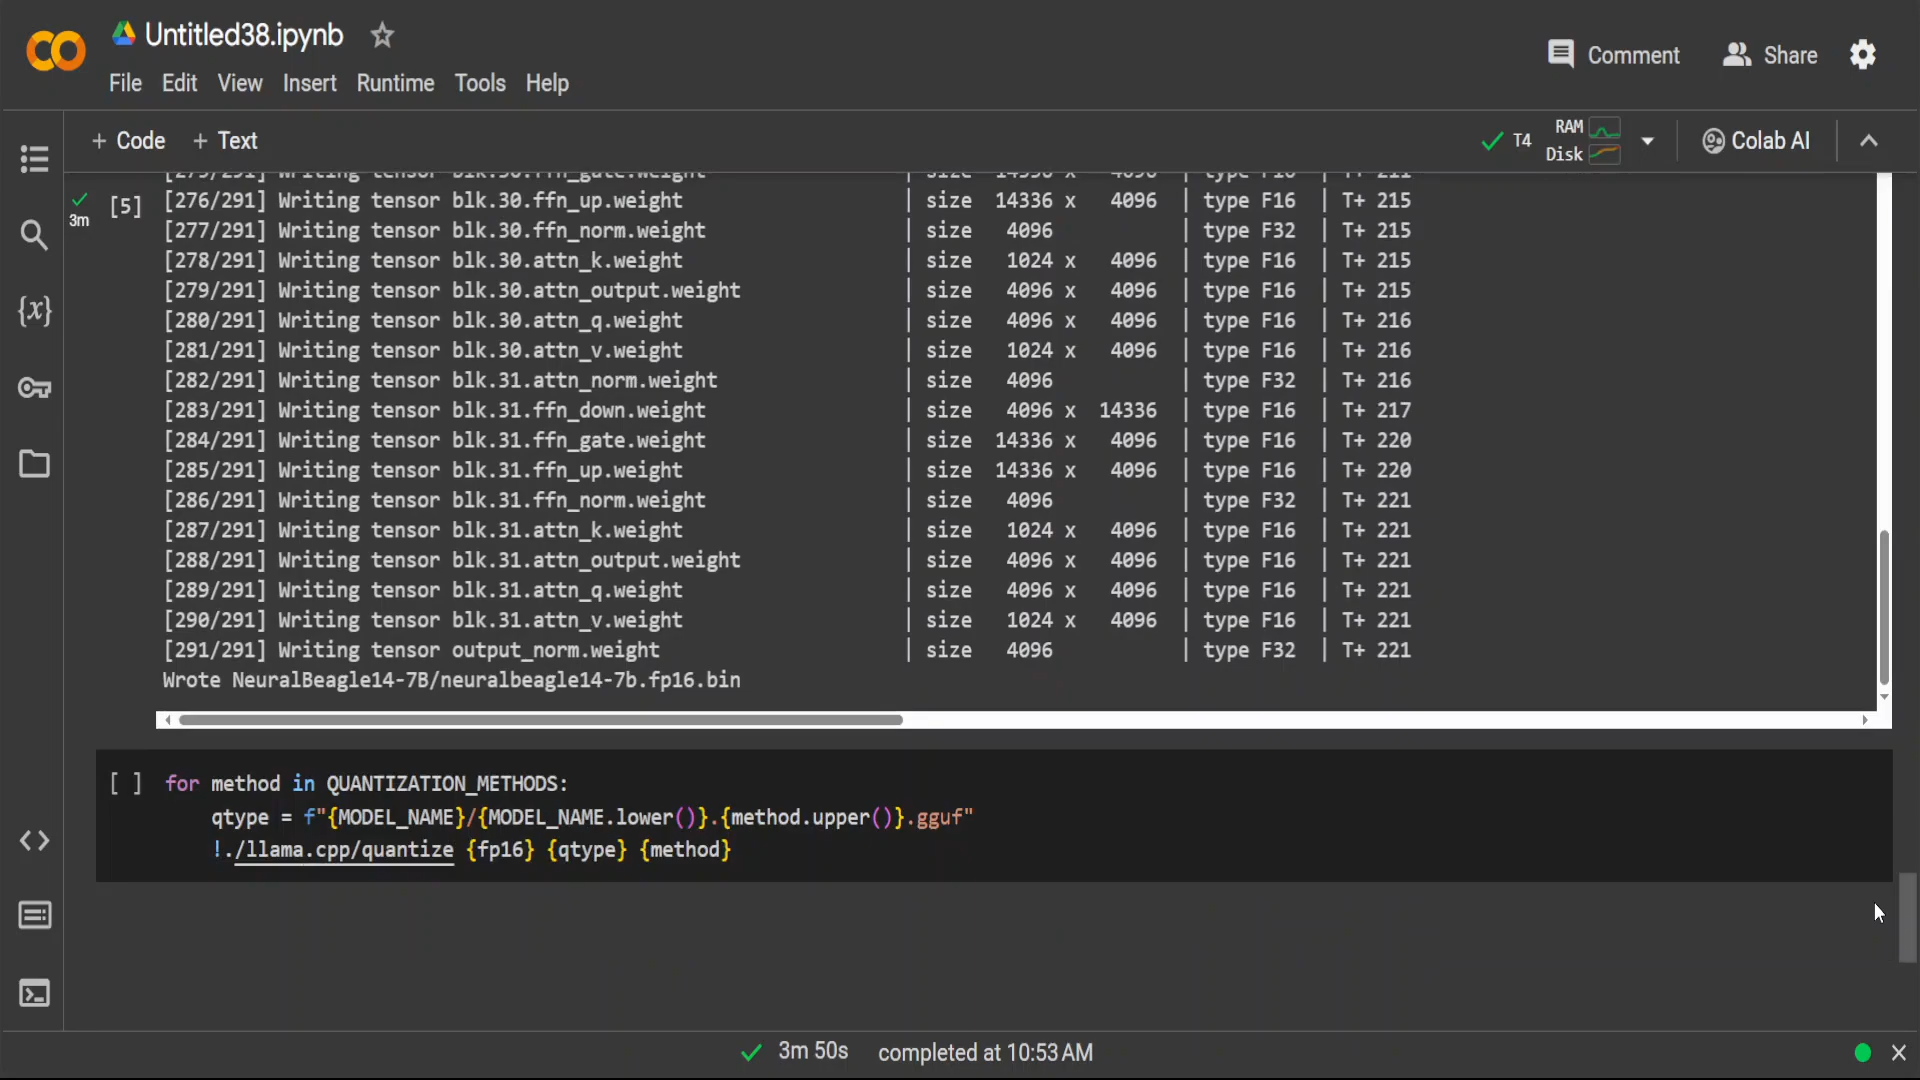 Untitled38.ipynb
Comment
Share
File Edit View Insert Runtime Tools Help
+ Code + Text
T4
RAM
Disk
Colab AI
3m
[5]
[275/291] Writing tensor blk.30.ffn_gate.weight | size 14336 x 4096 | type F16 | T+ 211
[276/291] Writing tensor blk.30.ffn_up.weight | size 14336 x 4096 | type F16 | T+ 215
[277/291] Writing tensor blk.30.ffn_norm.weight | size 4096 | type F32 | T+ 215
[278/291] Writing tensor blk.30.attn_k.weight | size 1024 x 4096 | type F16 | T+ 215
[279/291] Writing tensor blk.30.attn_output.weight | size 4096 x 4096 | type F16 | T+ 215
[280/291] Writing tensor blk.30.attn_q.weight | size 4096 x 4096 | type F16 | T+ 216
[281/291] Writing tensor blk.30.attn_v.weight | size 1024 x 4096 | type F16 | T+ 216
[282/291] Writing tensor blk.31.attn_norm.weight | size 4096 | type F32 | T+ 216
[283/291] Writing tensor blk.31.ffn_down.weight | size 4096 x 14336 | type F16 | T+ 217
[284/291] Writing tensor blk.31.ffn_gate.weight | size 14336 x 4096 | type F16 | T+ 220
[285/291] Writing tensor blk.31.ffn_up.weight | size 14336 x 4096 | type F16 | T+ 220
[286/291] Writing tensor blk.31.ffn_norm.weight | size 4096 | type F32 | T+ 221
[287/291] Writing tensor blk.31.attn_k.weight | size 1024 x 4096 | type F16 | T+ 221
[288/291] Writing tensor blk.31.attn_output.weight | size 4096 x 4096 | type F16 | T+ 221
[289/291] Writing tensor blk.31.attn_q.weight | size 4096 x 4096 | type F16 | T+ 221
[290/291] Writing tensor blk.31.attn_v.weight | size 1024 x 4096 | type F16 | T+ 221
[291/291] Writing tensor output_norm.weight | size 4096 | type F32 | T+ 221
Wrote NeuralBeagle14-7B/neuralbeagle14-7b.fp16.bin
[ ] for method in QUANTIZATION_METHODS:
qtype = f"{MODEL_NAME}/{MODEL_NAME.lower()}.{method.upper()}.gguf"
!./llama.cpp/quantize {fp16} {qtype} {method}
3m 50s completed at 10:53 AM